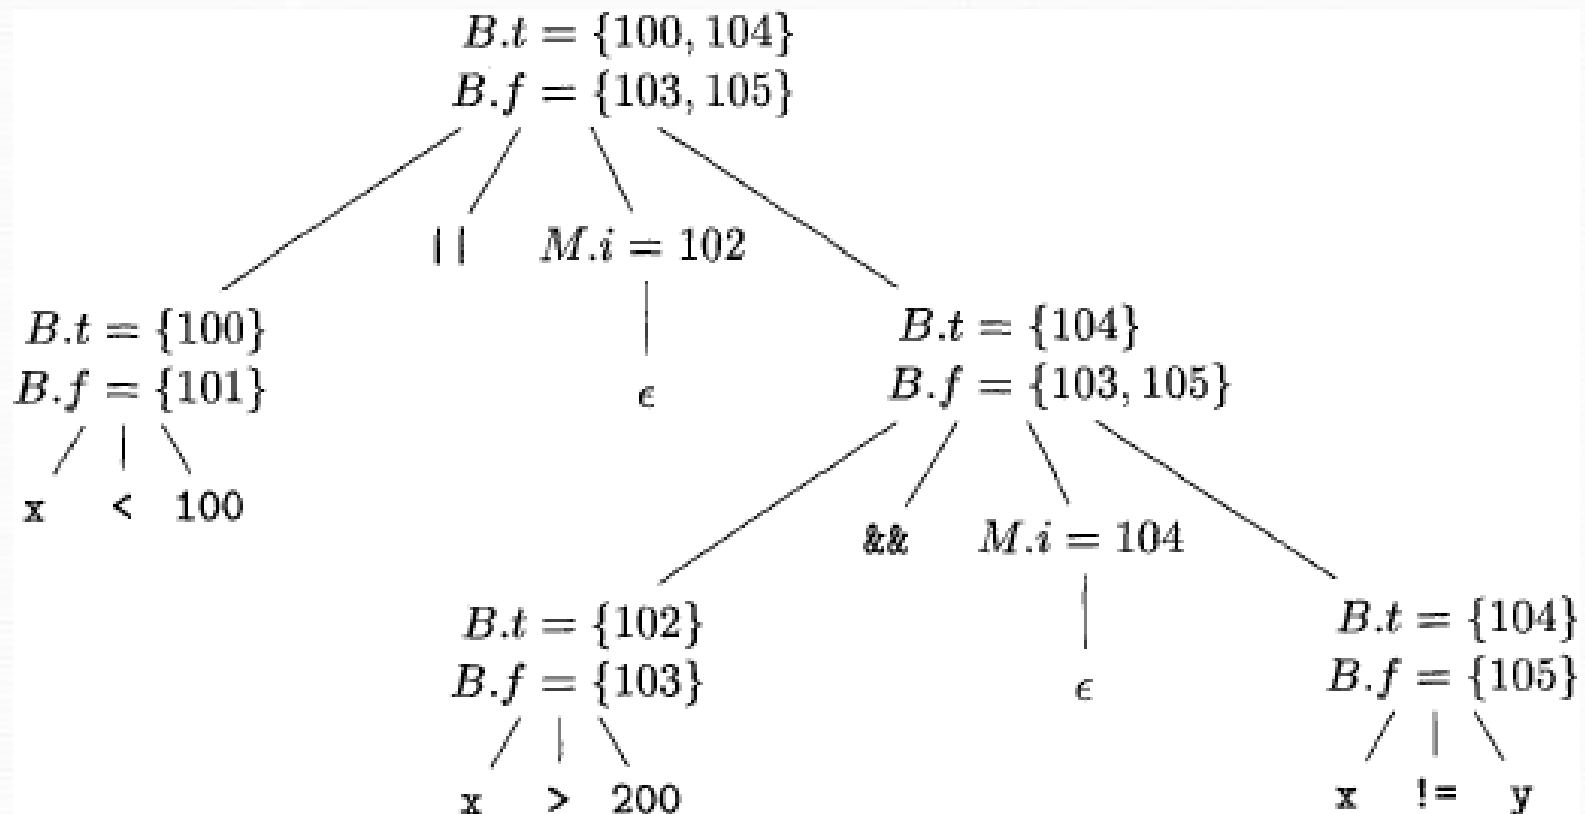 B.t = {100, 104}
B.f = {103, 105}
|| M.i = 102
B.t = {100} B.t = {104}
B.f = {101} ϵ B.f = {103, 105}
x < 100
&& M.i = 104
B.t = {102} B.t = {104}
B.f = {103} ϵ B.f = {105}
x > 200 x != y